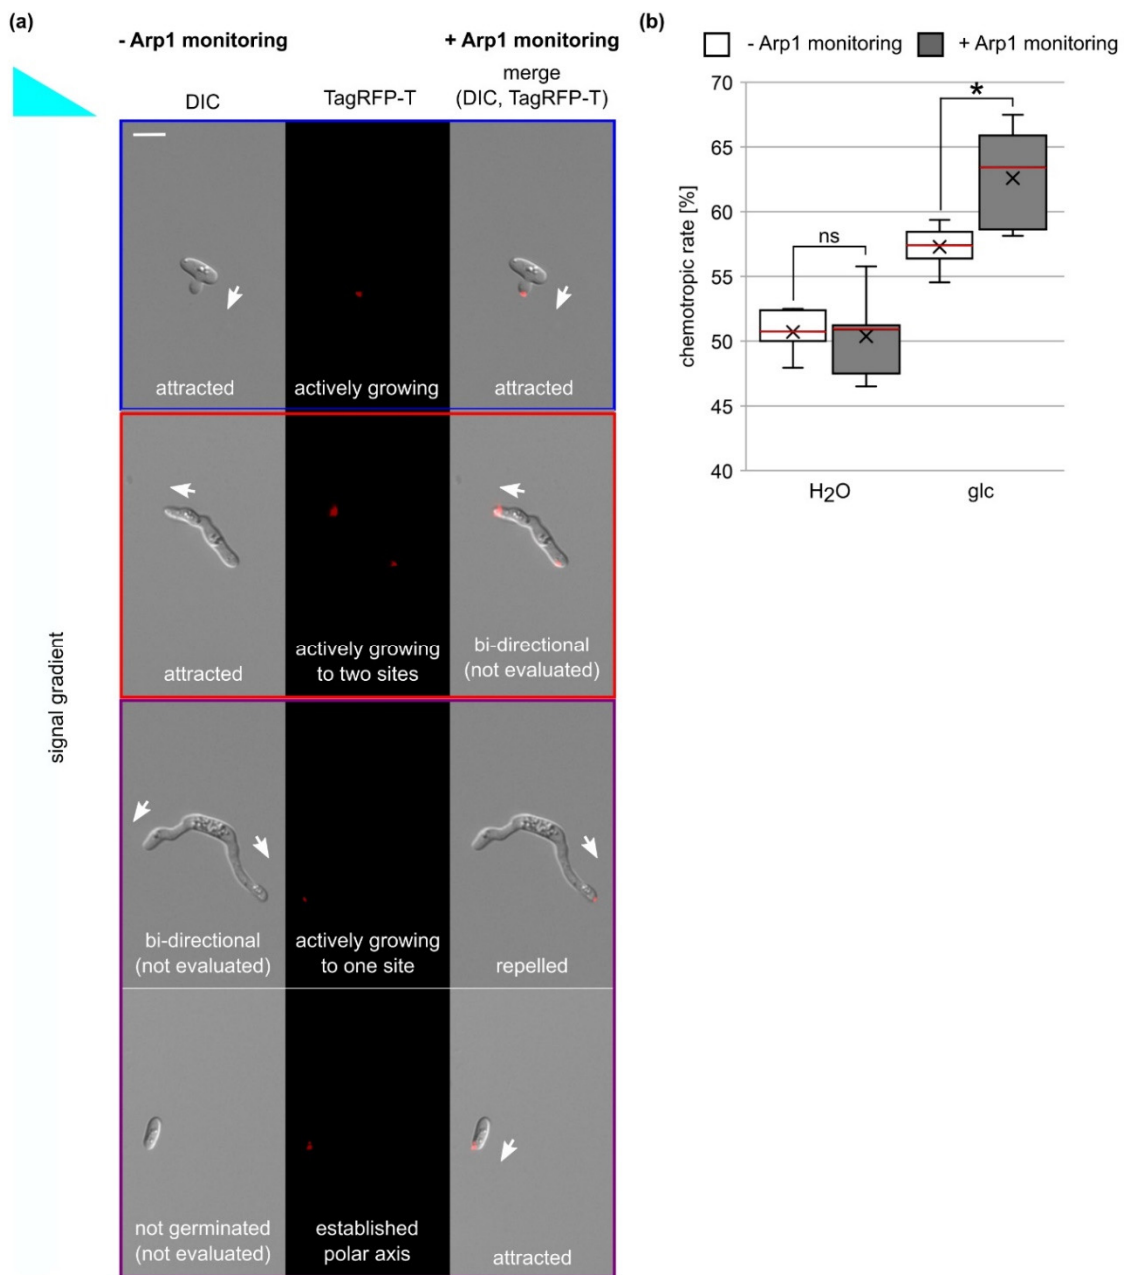 (a)
- Arp1 monitoring
+ Arp1 monitoring
DIC
TagRFP-T
merge
(DIC, TagRFP-T)
signal gradient
attracted
actively growing
attracted
attracted
actively growing
to two sites
bi-directional
(not evaluated)
bi-directional
(not evaluated)
actively growing
to one site
repelled
not germinated
(not evaluated)
established
polar axis
attracted
(b)
- Arp1 monitoring
+ Arp1 monitoring
chemotropic rate [%]
70
65
60
55
50
45
40
ns
*
H2O
glc